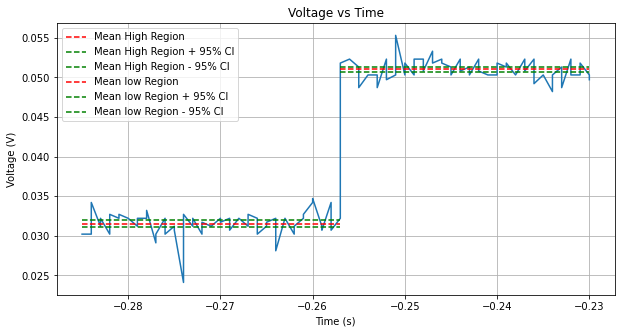 Voltage vs Time
Mean High Region
Mean High Region + 95% CI
Mean High Region - 95% CI
Mean low Region
Mean low Region + 95% CI
Mean low Region - 95% CI
Voltage (V)
0.055
0.050
0.045
0.040
0.035
0.030
0.025
−0.28
−0.27
−0.26
−0.25
−0.24
−0.23
Time (s)